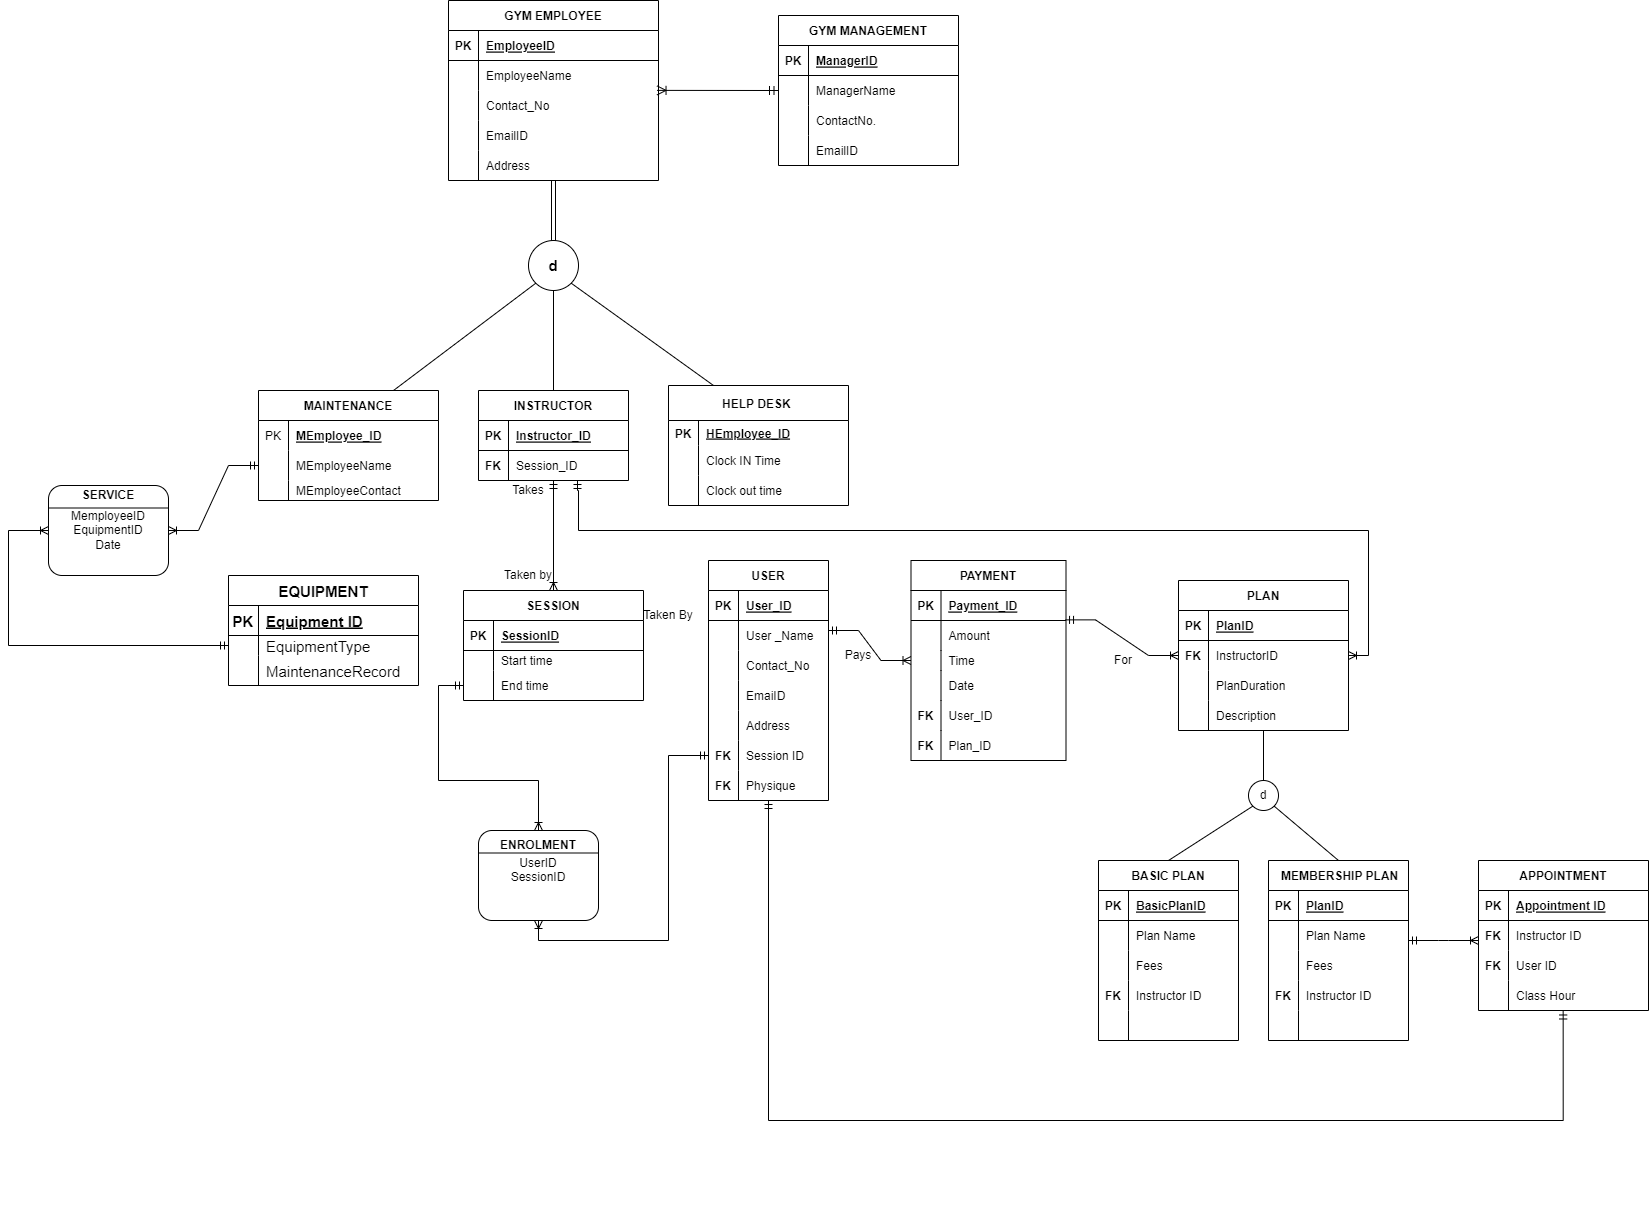 GYM EMPLOYEE
PK EmployeeID
EmployeeName
Contact_No
EmailID
Address
GYM MANAGEMENT
PK ManagerID
ManagerName
ContactNo.
EmailID
d
MAINTENANCE
PK MEmployee_ID
MEmployeeName
MEmployeeContact
INSTRUCTOR
PK Instructor_ID
FK Session_ID
HELP DESK
PK HEmployee_ID
Clock IN Time
Clock out time
Takes
Taken by
SERVICE
MemployeeID
EquipmentID
Date
EQUIPMENT
PK Equipment ID
EquipmentType
MaintenanceRecord
SESSION
PK SessionID
Start time
End time
Taken By
USER
PK User_ID
User _Name
Contact_No
EmaiD
Address
FK Session ID
FK Physique
Pays
PAYMENT
PK Payment_ID
Amount
Time
Date
FK User_ID
FK Plan_ID
For
PLAN
PK PlanID
FK InstructorID
PlanDuration
Description
d
ENROLMENT
UserID
SessionID
BASIC PLAN
PK BasicPlanID
Plan Name
Fees
FK Instructor ID
MEMBERSHIP PLAN
PK PlanID
Plan Name
Fees
FK Instructor ID
APPOINTMENT
PK Appointment ID
FK Instructor ID
FK User ID
Class Hour